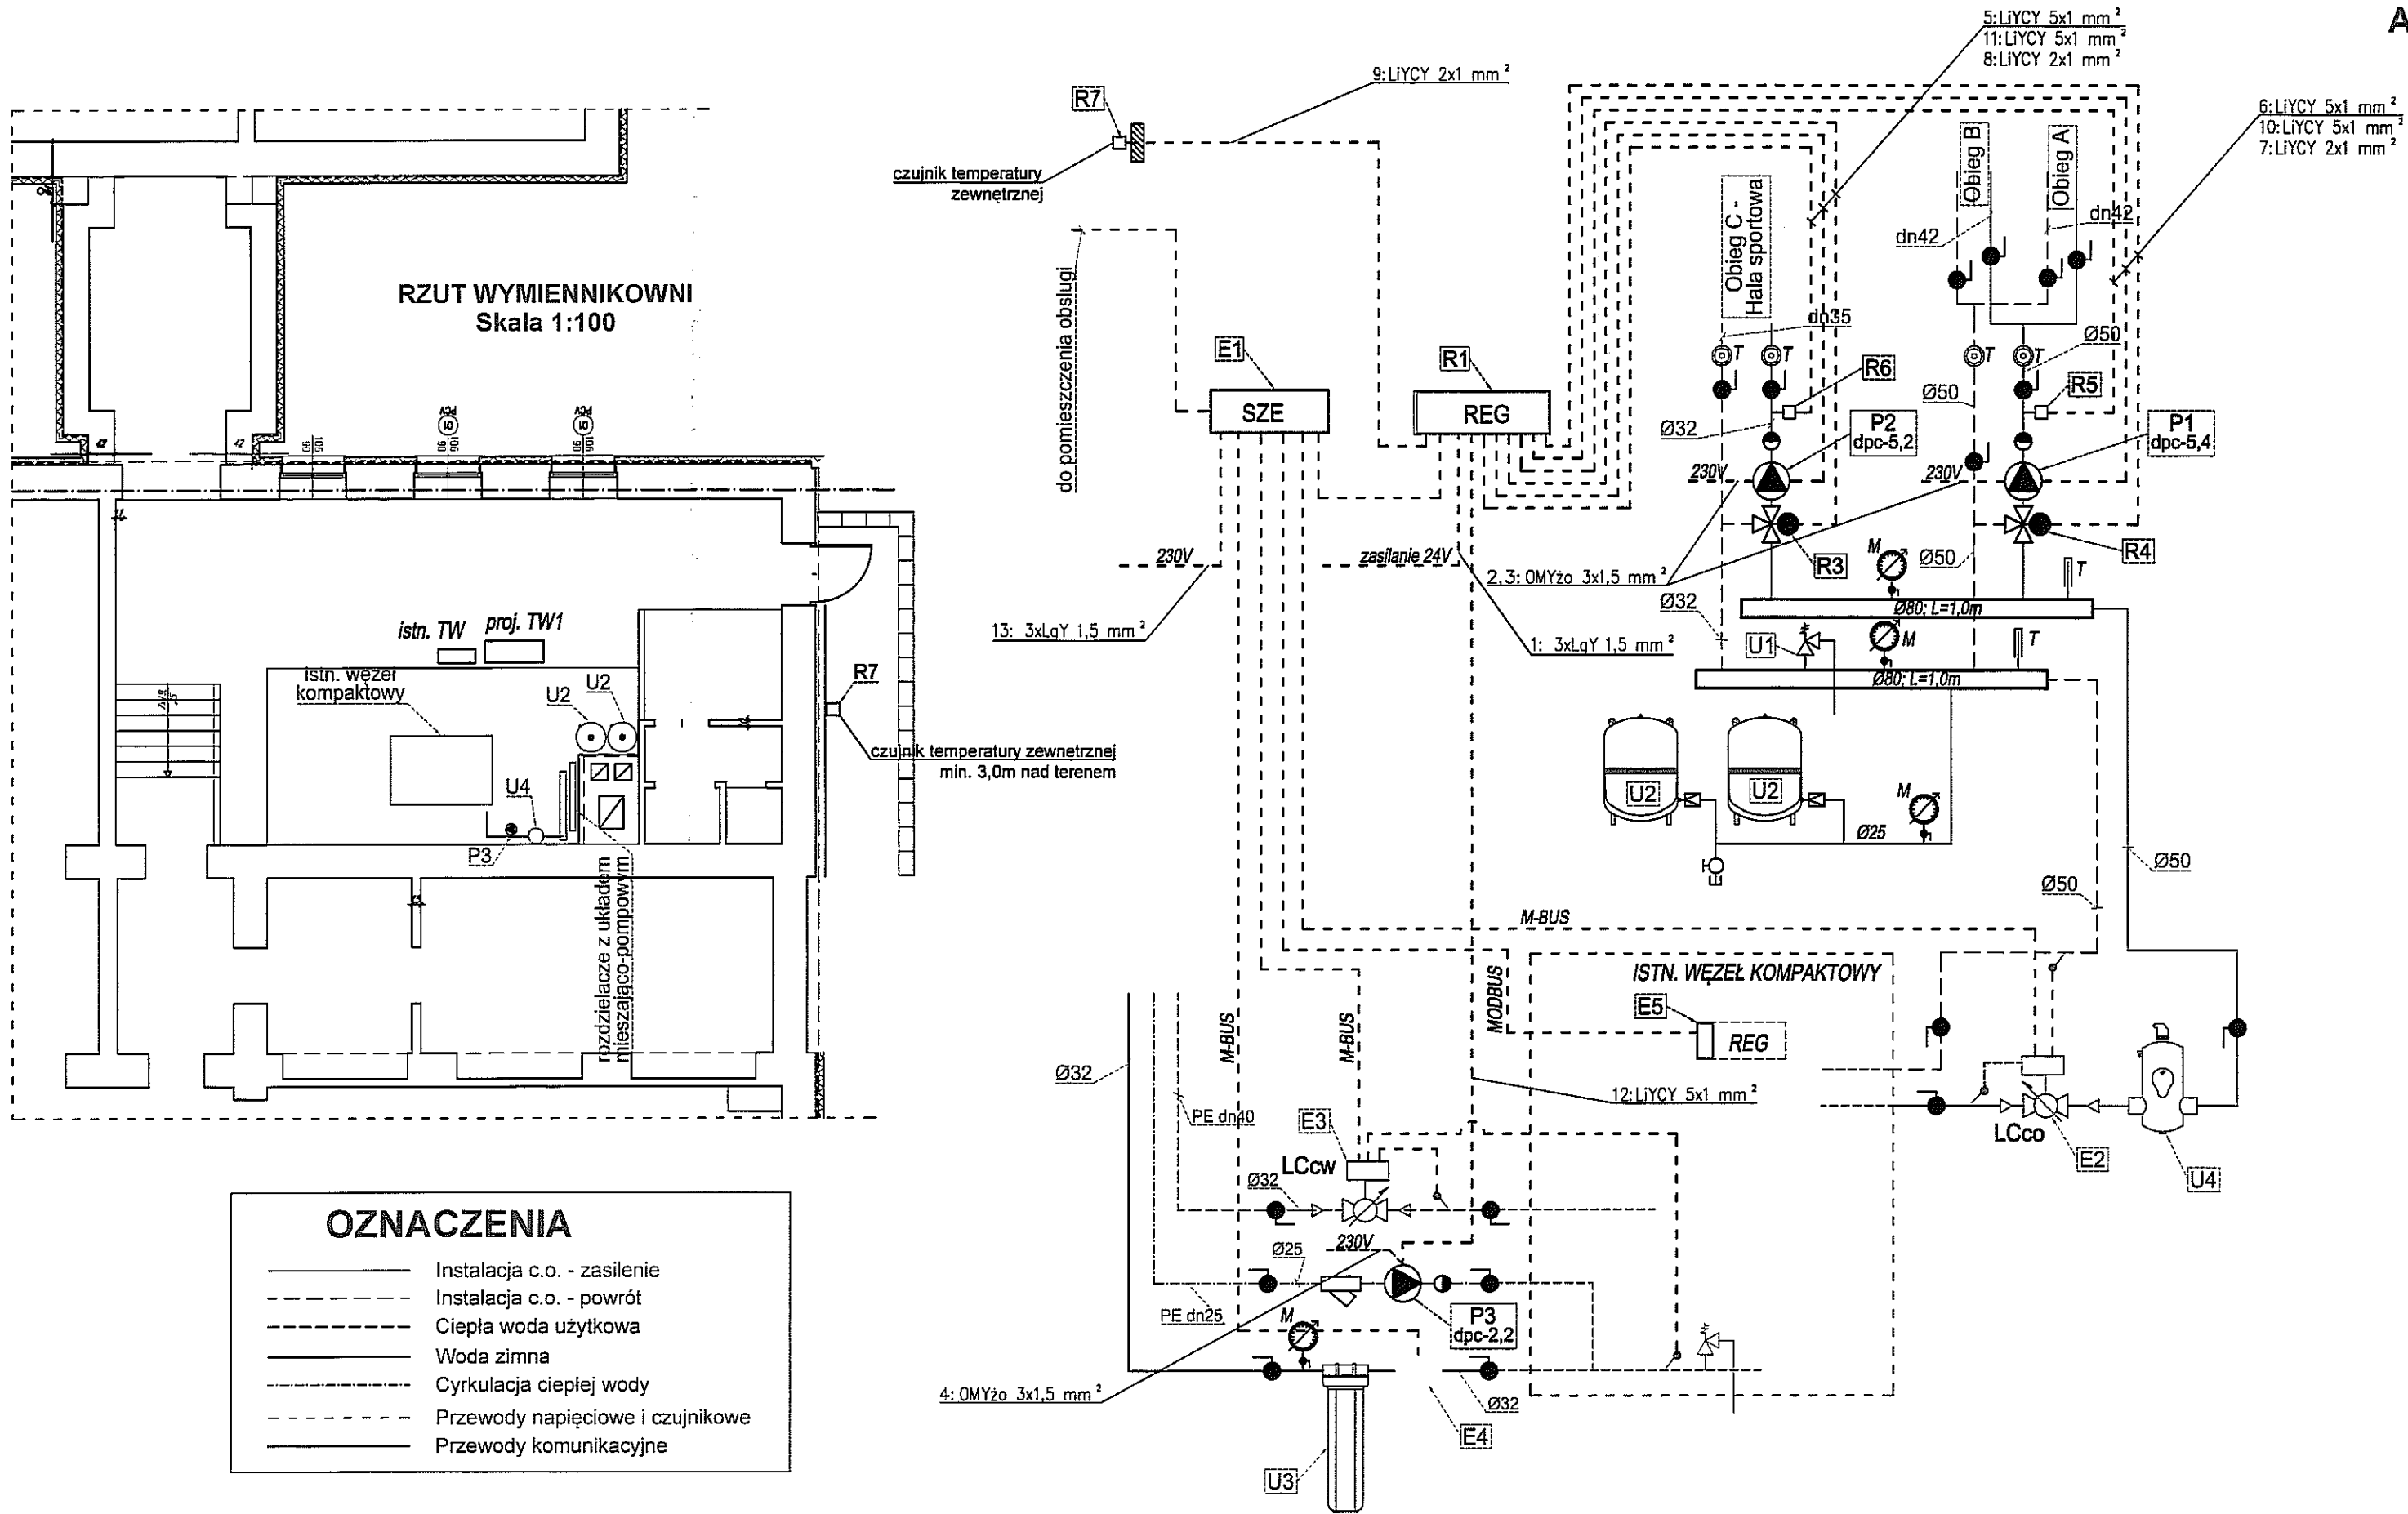 A
RZUT WYMIENNIKOWNI
Skala 1:100
PCV
01
PCV
01
istn. TW
proj. TW1
istn. węzeł
kompaktowy
U2
U2
U4
P3
R7
czujnik temperatury zewnetrznej
min. 3,0m nad terenem
rozdzielacze z układem
mieszająco-pompowym
OZNACZENIA
Instalacja c.o. - zasilenie
Instalacja c.o. - powrót
Ciepła woda użytkowa
Woda zimna
Cyrkulacja ciepłej wody
Przewody napięciowe i czujnikowe
Przewody komunikacyjne
R7
czujnik temperatury
zewnętrznej
9: LiYCY 2x1 mm²
5: LiYCY 5x1 mm²
11: LiYCY 5x1 mm²
8: LiYCY 2x1 mm²
6: LiYCY 5x1 mm²
10: LiYCY 5x1 mm²
7: LiYCY 2x1 mm²
do pomieszczenia obsługi
E1
SZE
R1
REG
Obieg C -
Hala sportowa
Obieg B
Obieg A
dn42
dn42
dn35
T
T
T
T
Ø50
R6
R5
Ø32
Ø50
P2
dpc-5,2
P1
dpc-5,4
230V
230V
R3
R4
230V
zasilanie 24V
2,3: OMYżo 3x1,5 mm²
M
Ø50
T
Ø32
Ø80; L=1,0m
13: 3xLgY 1,5 mm²
1: 3xLgY 1,5 mm²
U1
M
T
Ø80; L=1,0m
U2
U2
M
Ø25
Ø50
Ø50
M-BUS
M-BUS
M-BUS
MODBUS
ISTN. WĘZEŁ KOMPAKTOWY
E5
REG
Ø32
12: LiYCY 5x1 mm²
PE dn40
E3
LCcw
Ø32
LCco
E2
U4
230V
Ø25
PE dn25
M
P3
dpc-2,2
4: OMYżo 3x1,5 mm²
Ø32
E4
U3